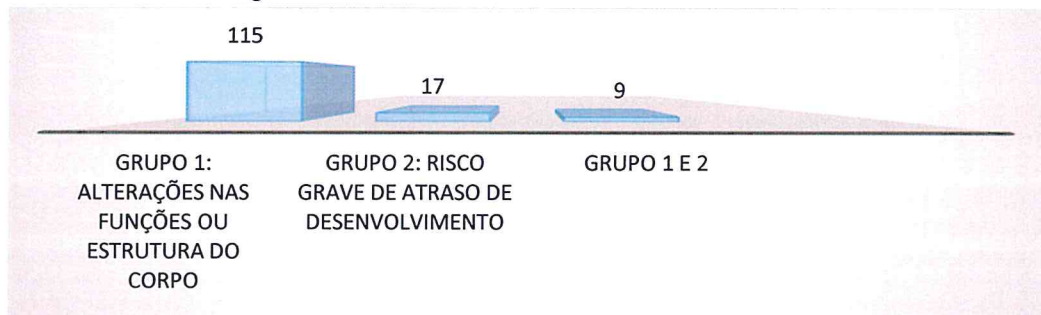 115
17
9
GRUPO 1:
ALTERAÇÕES NAS
FUNÇÕES OU
ESTRUTURA DO
CORPO
GRUPO 2: RISCO
GRAVE DE ATRASO DE
DESENVOLVIMENTO
GRUPO 1 E 2